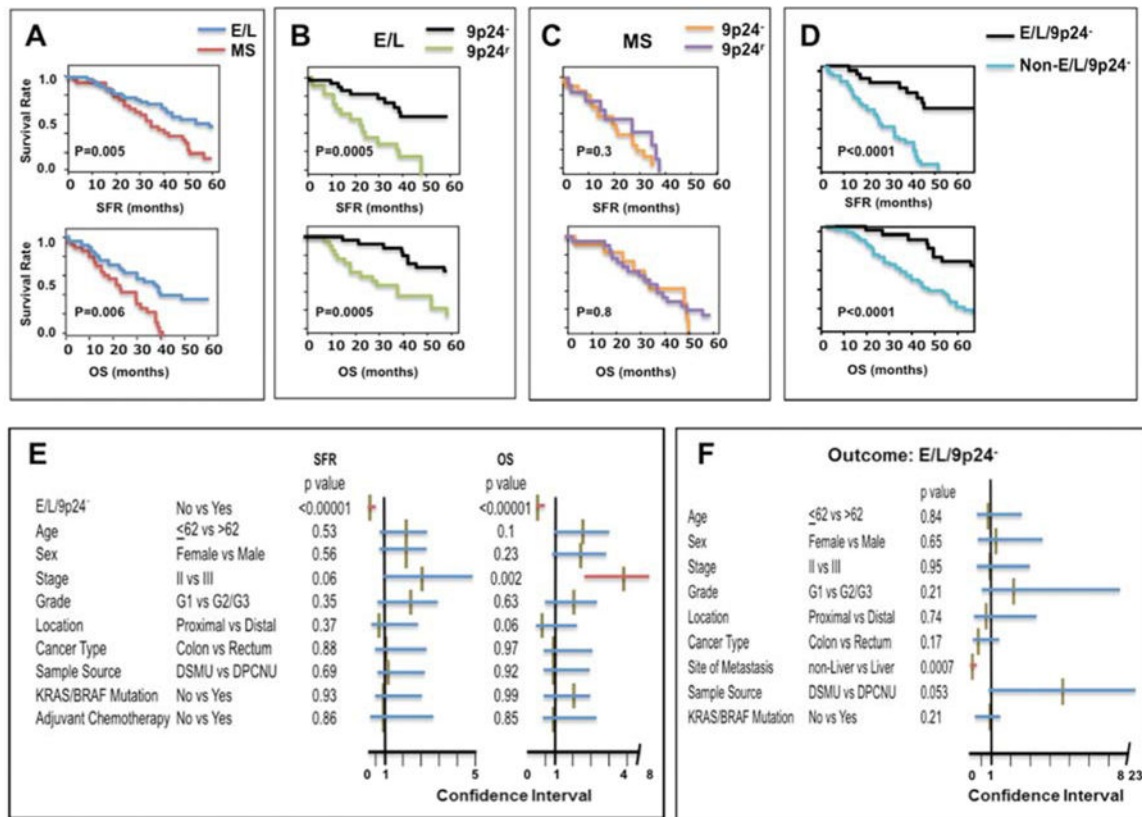 A
E/L
MS
Survival Rate
1.0
0.5
0.0
P=0.005
0 10 20 30 40 50 60
SFR (months)
Survival Rate
1.0
0.5
0.0
P=0.006
0 10 20 30 40 50 60
OS (months)
B
E/L
9p24-
9p24r
P=0.0005
0 10 20 30 40 50 60
SFR (months)
P=0.0005
0 10 20 30 40 50 60
OS (months)
C
MS
9p24-
9p24r
P=0.3
0 10 20 30 40 50 60
SFR (months)
P=0.8
0 10 20 30 40 50 60
OS (months)
D
E/L/9p24-
Non-E/L/9p24-
P<0.0001
0 10 20 30 40 50 60
SFR (months)
P<0.0001
0 10 20 30 40 50 60
OS (months)
E
SFR OS
p value p value
E/L/9p24- No vs Yes <0.00001 <0.00001
Age ≤62 vs >62 0.53 0.1
Sex Female vs Male 0.56 0.23
Stage II vs III 0.06 0.002
Grade G1 vs G2/G3 0.35 0.63
Location Proximal vs Distal 0.37 0.06
Cancer Type Colon vs Rectum 0.88 0.97
Sample Source DSMU vs DPCNU 0.69 0.92
KRAS/BRAF Mutation No vs Yes 0.93 0.99
Adjuvant Chemotherapy No vs Yes 0.86 0.85
0 1 5 0 1 4 8
Confidence Interval
F
Outcome: E/L/9p24-
p value
Age ≤62 vs >62 0.84
Sex Female vs Male 0.65
Stage II vs III 0.95
Grade G1 vs G2/G3 0.21
Location Proximal vs Distal 0.74
Cancer Type Colon vs Rectum 0.17
Site of Metastasis non-Liver vs Liver 0.0007
Sample Source DSMU vs DPCNU 0.053
KRAS/BRAF Mutation No vs Yes 0.21
0 1 8 23
Confidence Interval